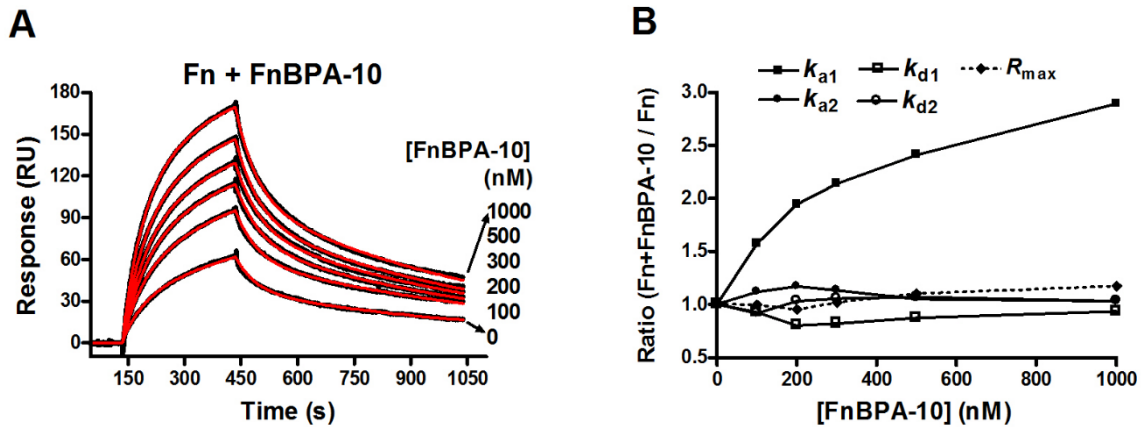 A
Fn + FnBPA-10
Response (RU)
180
150
120
90
60
30
0
150 300 450 600 750 900 1050
Time (s)
[FnBPA-10]
(nM)
1000
500
300
200
100
0
B
ka1 kd1 Rmax
ka2 kd2
Ratio (Fn+FnBPA-10 / Fn)
3.0
2.5
2.0
1.5
1.0
0.5
0 200 400 600 800 1000
[FnBPA-10] (nM)